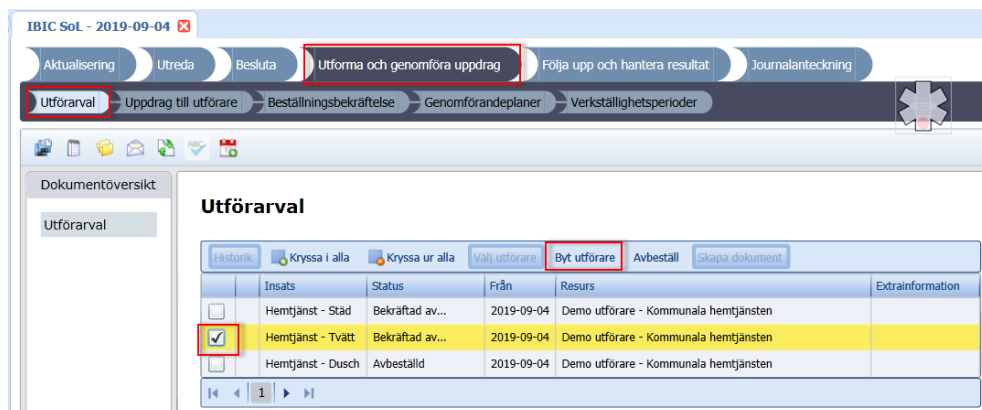 IBIC SoL - 2019-09-04
Aktualisering Utreda Besluta Utforma och genomföra uppdrag Följa upp och hantera resultat Journalanteckning
Utförarval Uppdrag till utförare Beställningsbekräftelse Genomförandeplaner Verkställighetsperioder
ABC
Dokumentöversikt
Utförarval
Utförarval
Historik Kryssa i alla Kryssa ur alla Välj utförare Byt utförare Avbeställ Skapa dokument
Insats Status Från Resurs Extrainformation
Hemtjänst - Städ Bekräftad av... 2019-09-04 Demo utförare - Kommunala hemtjänsten
Hemtjänst - Tvätt Bekräftad av... 2019-09-04 Demo utförare - Kommunala hemtjänsten
Hemtjänst - Dusch Avbeställd 2019-09-04 Demo utförare - Kommunala hemtjänsten
1